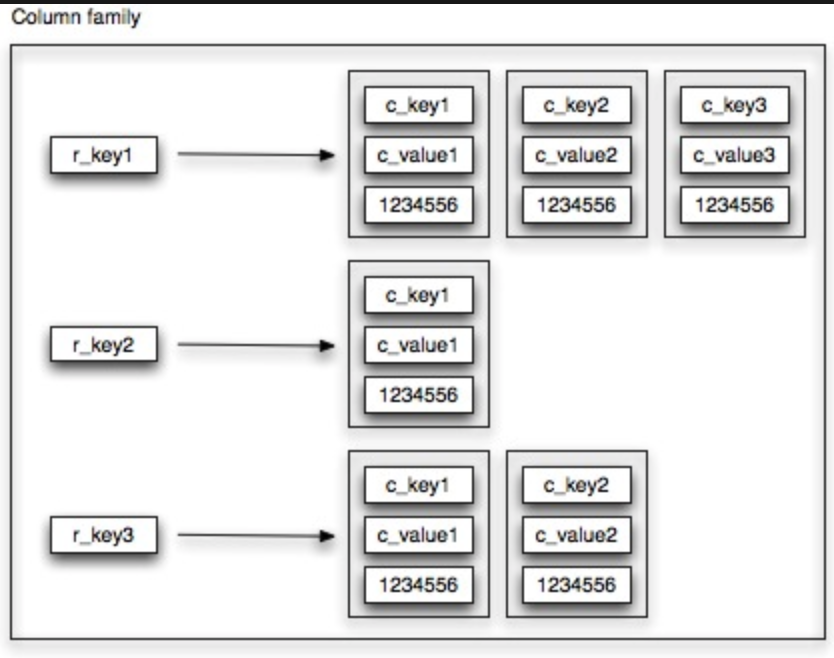 Column family
c_key1 c_key2 c_key3
r_key1 c_value1 c_value2 c_value3
1234556 1234556 1234556
c_key1
r_key2 c_value1
1234556
c_key1 c_key2
r_key3 c_value1 c_value2
1234556 1234556